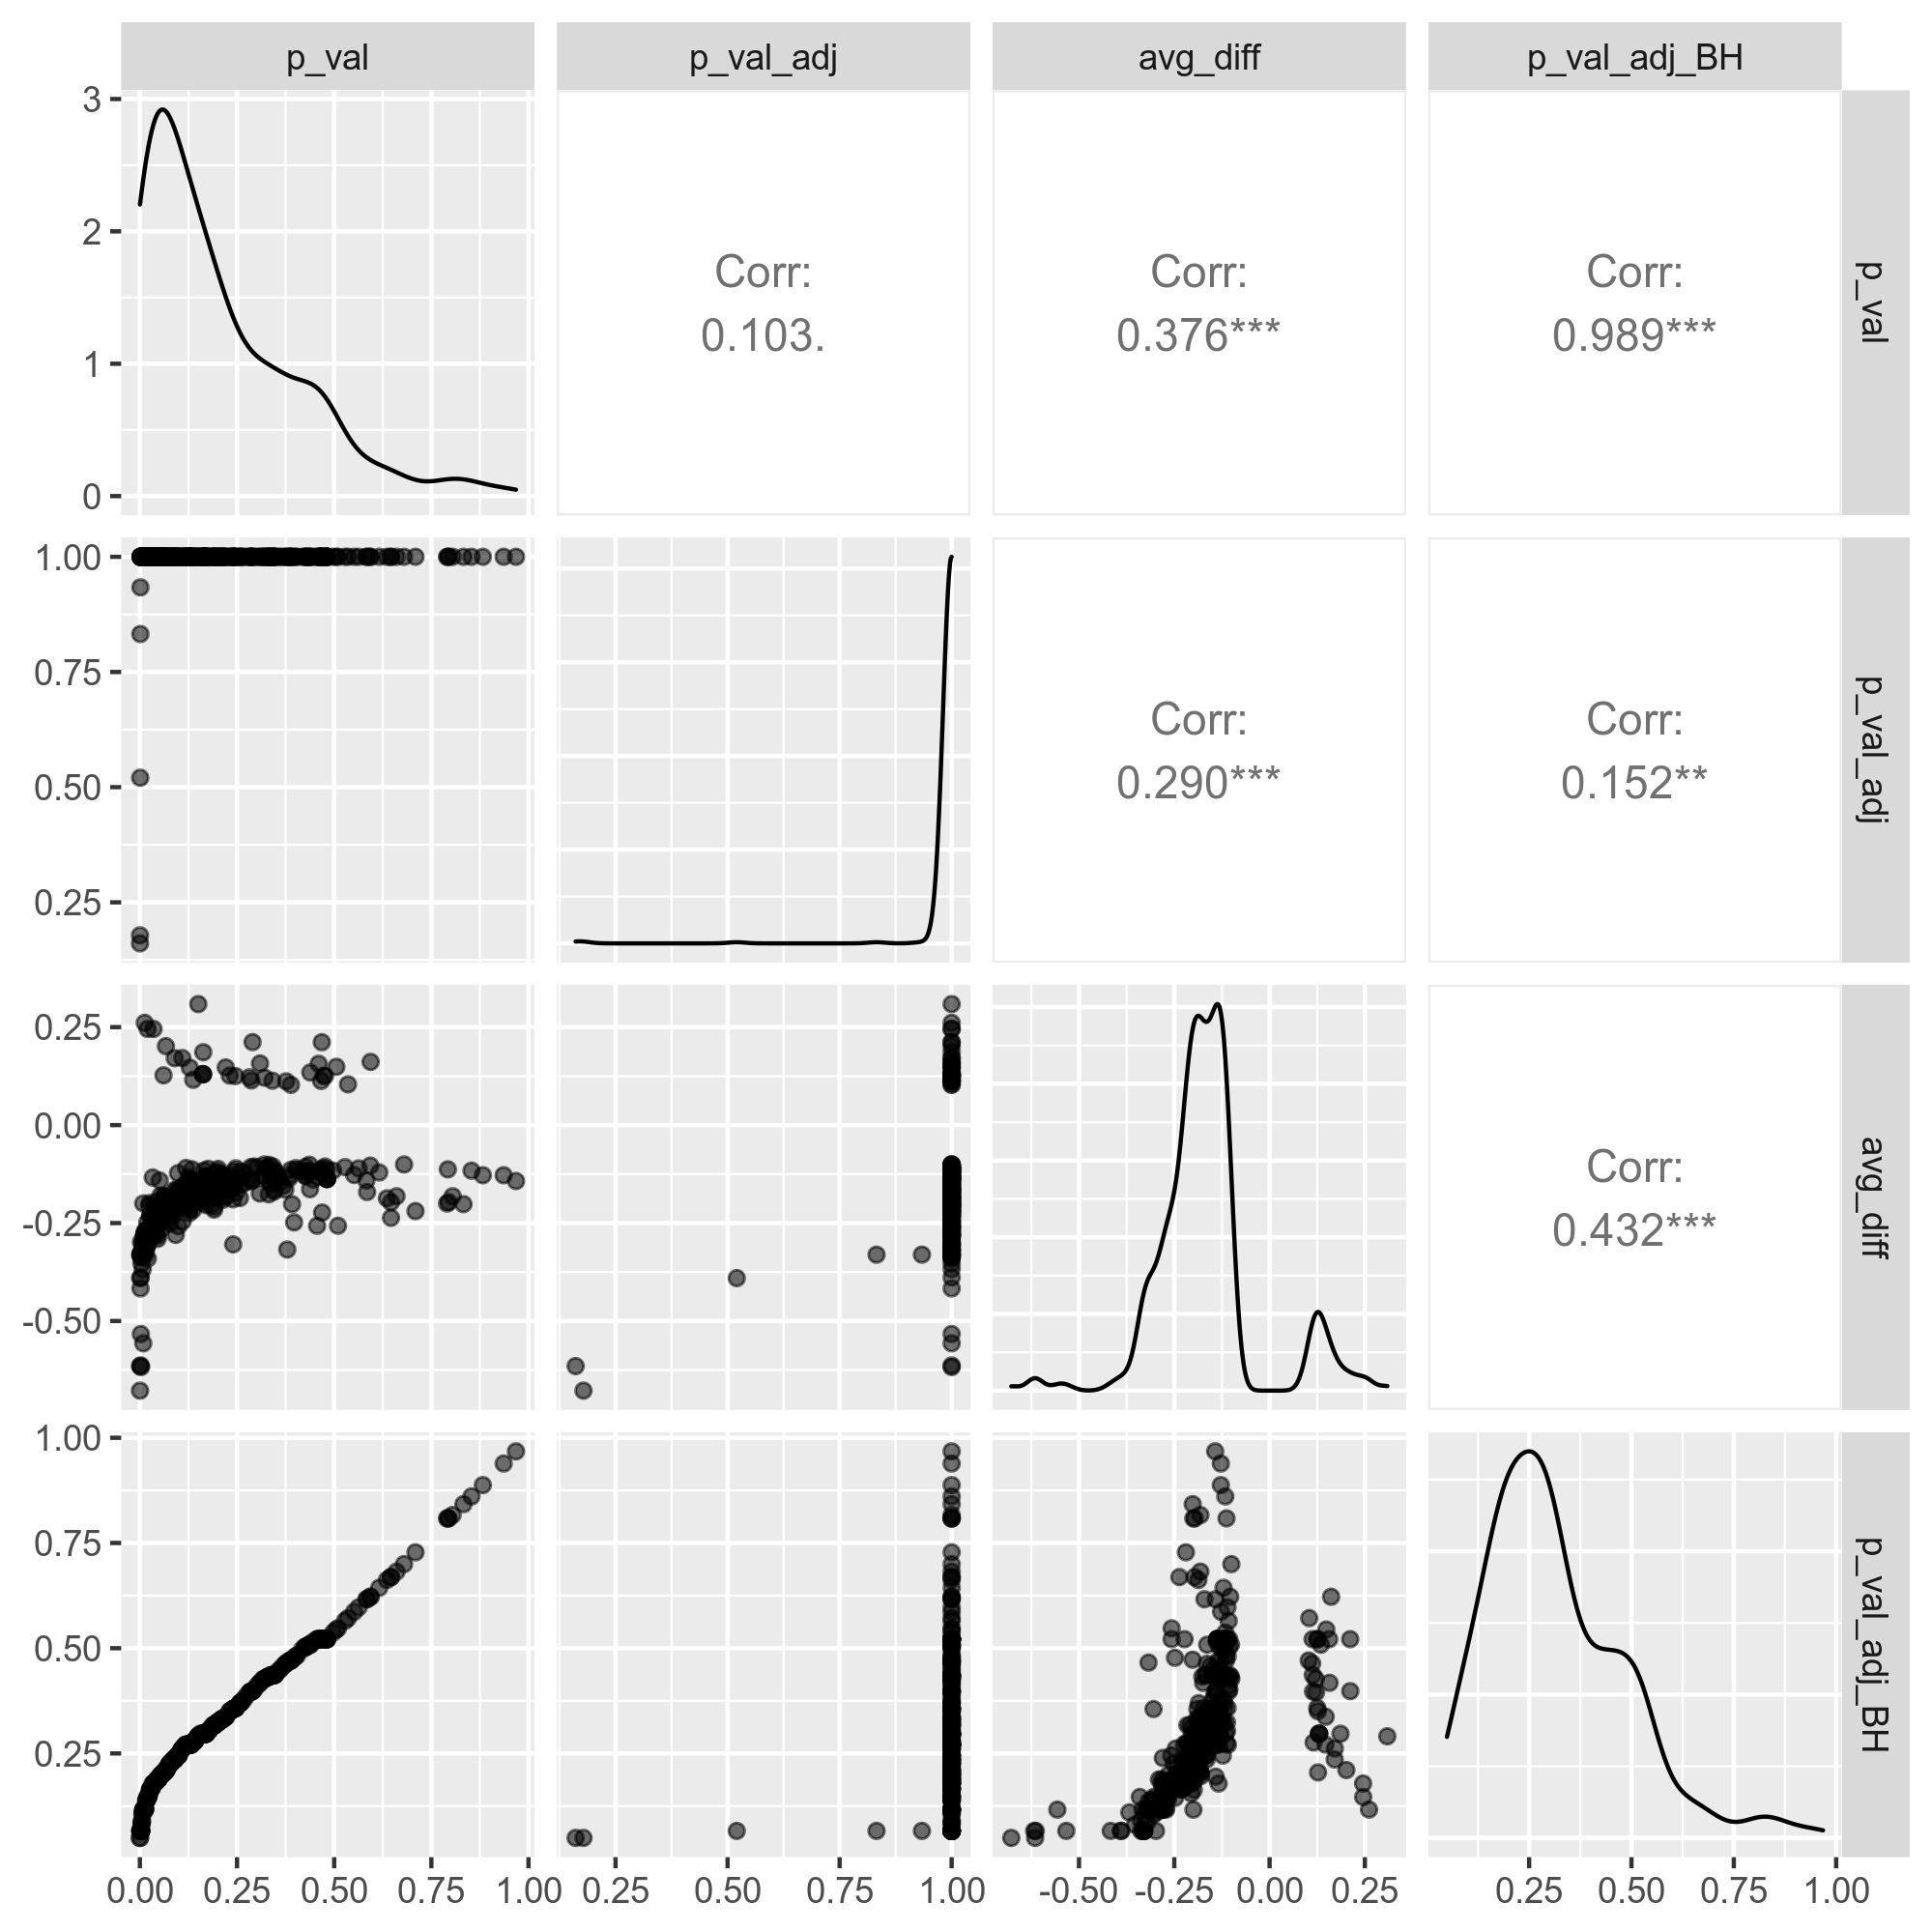 p_val
p_val_adj
avg_diff
p_val_adj_BH
3
2
1
0
Corr:
0.103.
Corr:
0.376***
Corr:
0.989***
p_val
1.00
0.75
0.50
0.25
Corr:
0.290***
Corr:
0.152**
p_val_adj
0.25
0.00
-0.25
-0.50
Corr:
0.432***
avg_diff
1.00
0.75
0.50
0.25
p_val_adj_BH
0.00 0.25 0.50 0.75 1.00
0.25 0.50 0.75 1.00
-0.50 -0.25 0.00 0.25
0.25 0.50 0.75 1.00